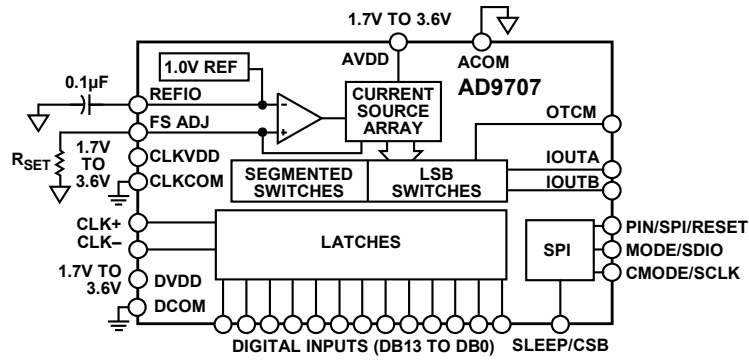 1.7V TO 3.6V
AVDD
ACOM
AD9707
1.0V REF
0.1µF
REFIO
–
+
CURRENT
SOURCE
ARRAY
OTCM
FS ADJ
RSET
1.7V
TO
3.6V
CLKVDD
CLKCOM
SEGMENTED
SWITCHES
LSB
SWITCHES
IOUTA
IOUTB
CLK+
CLK–
LATCHES
SPI
PIN/SPI/RESET
MODE/SDIO
CMODE/SCLK
1.7V TO
3.6V
DVDD
DCOM
DIGITAL INPUTS (DB13 TO DB0)
SLEEP/CSB